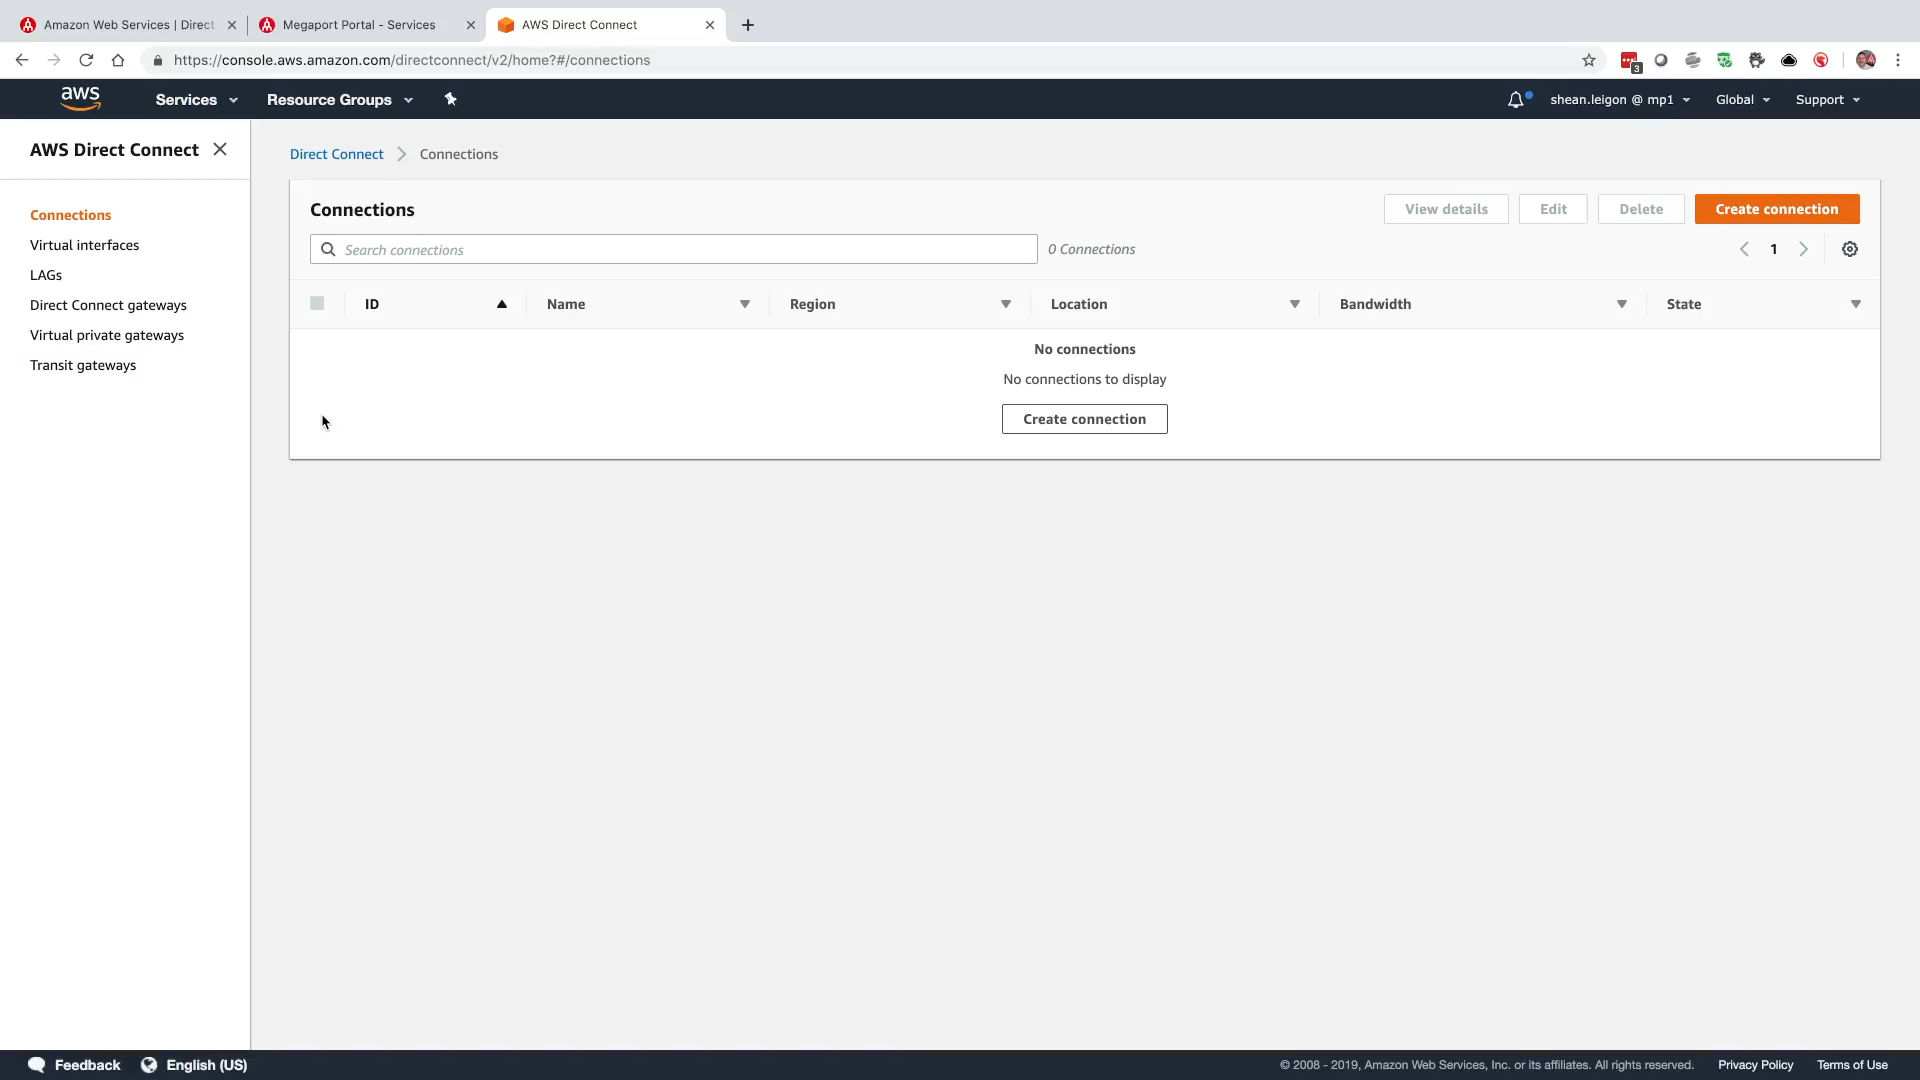 Amazon Web Services | Direct
Megaport Portal - Services
AWS Direct Connect
https://console.aws.amazon.com/directconnect/v2/home?#/connections
3
aws
Services
Resource Groups
shean.leigon @ mp1
Global
Support
AWS Direct Connect
Direct Connect
Connections
Connections
Virtual interfaces
LAGs
Direct Connect gateways
Virtual private gateways
Transit gateways
Connections
View details
Edit
Delete
Create connection
Search connections
0 Connections
1
ID
Name
Region
Location
Bandwidth
State
No connections
No connections to display
Create connection
Feedback
English (US)
© 2008 - 2019, Amazon Web Services, Inc. or its affiliates. All rights reserved.
Privacy Policy
Terms of Use